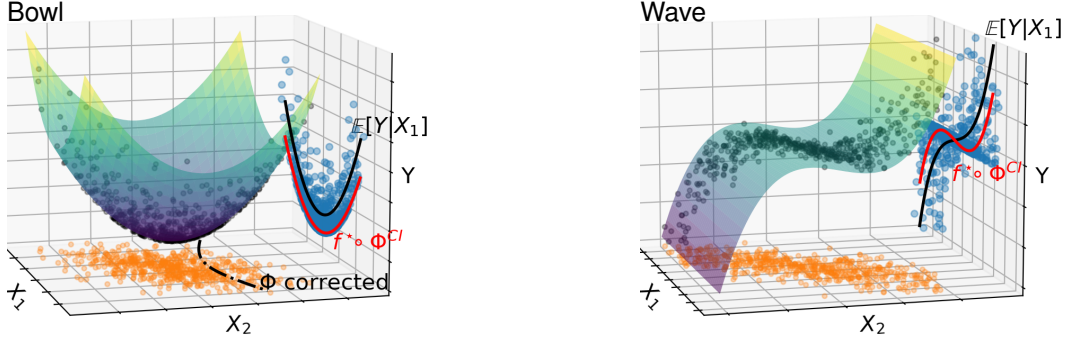 Bowl
𝔼[Y|X₁]
Y
f*∘ Φ^CI
Φ corrected
X₁
X₂
Wave
𝔼[Y|X₁]
Y
f*∘ Φ^CI
X₁
X₂